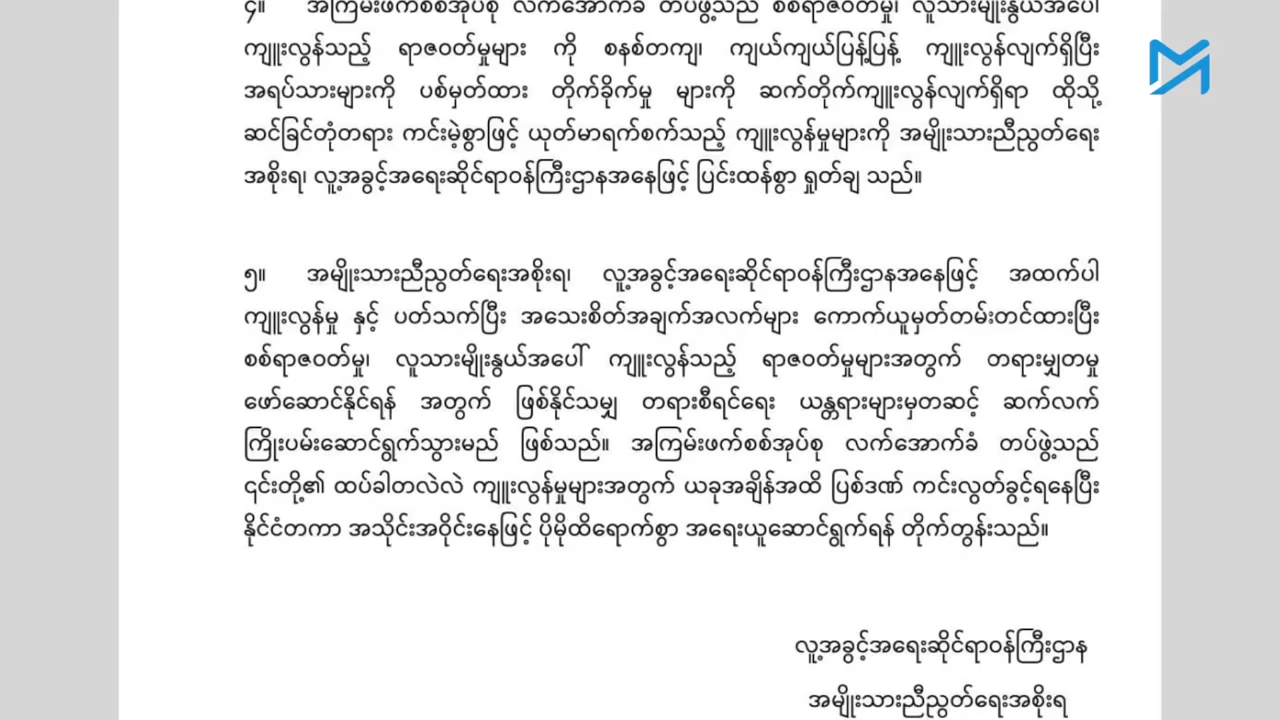 ၄။ အကြမ်းဖက်စစ်အုပ်စု လက်အောက်ခံ တပ်ဖွဲ့သည် စစ်ရာဇဝတ်မှု၊ လူသားမျိုးနွယ်အပေါ်
ကျူးလွန်သည့် ရာဇဝတ်မှုများ ကို စနစ်တကျ၊ ကျယ်ကျယ်ပြန့်ပြန့် ကျူးလွန်လျက်ရှိပြီး
အရပ်သားများကို ပစ်မှတ်ထား တိုက်ခိုက်မှု များကို ဆက်တိုက်ကျူးလွန်လျက်ရှိရာ ထိုသို့
ဆင်ခြင်တုံတရား ကင်းမဲ့စွာဖြင့် ယုတ်မာရက်စက်သည့် ကျူးလွန်မှုများကို အမျိုးသားညီညွတ်ရေး
အစိုးရ၊ လူ့အခွင့်အရေးဆိုင်ရာဝန်ကြီးဌာနအနေဖြင့် ပြင်းထန်စွာ ရှုတ်ချ သည်။
၅။ အမျိုးသားညီညွတ်ရေးအစိုးရ၊ လူ့အခွင့်အရေးဆိုင်ရာဝန်ကြီးဌာနအနေဖြင့် အထက်ပါ
ကျူးလွန်မှု နှင့် ပတ်သက်ပြီး အသေးစိတ်အချက်အလက်များ ကောက်ယူမှတ်တမ်းတင်ထားပြီး
စစ်ရာဇဝတ်မှု၊ လူသားမျိုးနွယ်အပေါ် ကျူးလွန်သည့် ရာဇဝတ်မှုများအတွက် တရားမျှတမှု
ဖော်ဆောင်နိုင်ရန် အတွက် ဖြစ်နိုင်သမျှ တရားစီရင်ရေး ယန္တရားများမှတဆင့် ဆက်လက်
ကြိုးပမ်းဆောင်ရွက်သွားမည် ဖြစ်သည်။ အကြမ်းဖက်စစ်အုပ်စု လက်အောက်ခံ တပ်ဖွဲ့သည်
၎င်းတို့၏ ထပ်ခါတလဲလဲ ကျူးလွန်မှုများအတွက် ယခုအချိန်အထိ ပြစ်ဒဏ် ကင်းလွတ်ခွင့်ရနေပြီး
နိုင်ငံတကာ အသိုင်းအဝိုင်းနေဖြင့် ပိုမိုထိရောက်စွာ အရေးယူဆောင်ရွက်ရန် တိုက်တွန်းသည်။
လူ့အခွင့်အရေးဆိုင်ရာဝန်ကြီးဌာန
အမျိုးသားညီညွတ်ရေးအစိုးရ